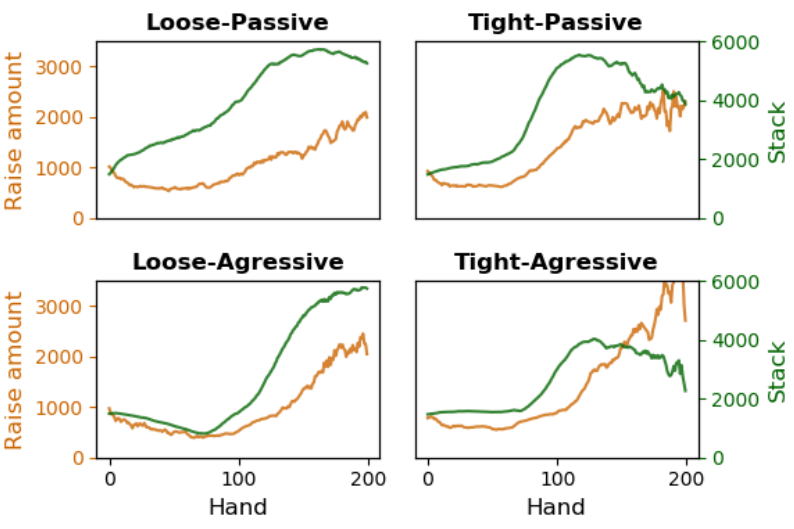 Loose-Passive
Tight-Passive
Raise amount
3000
2000
1000
0
6000
4000
2000
0
Stack
Loose-Agressive
Tight-Agressive
Raise amount
3000
2000
1000
0
6000
4000
2000
0
Stack
0 100 200
0 100 200
Hand
Hand